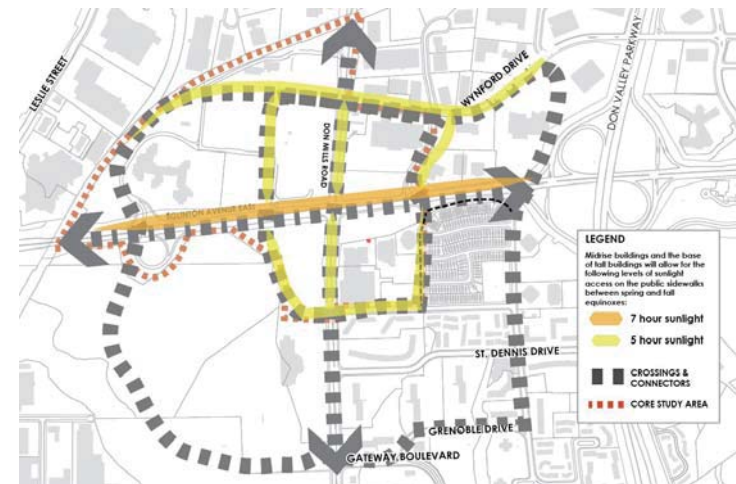 LESLIE STREET
WYNFORD DRIVE
DON VALLEY PARKWAY
DON MILLS ROAD
EGLINTON AVENUE EAST
LEGEND
Midrise buildings and the base
of tall buildings will allow for the
following levels of sunlight
access on the public sidewalks
between spring and fall
equinoxes:
7 hour sunlight
5 hour sunlight
CROSSINGS &
CONNECTORS
CORE STUDY AREA
ST. DENNIS DRIVE
GRENOBLE DRIVE
GATEWAY BOULEVARD